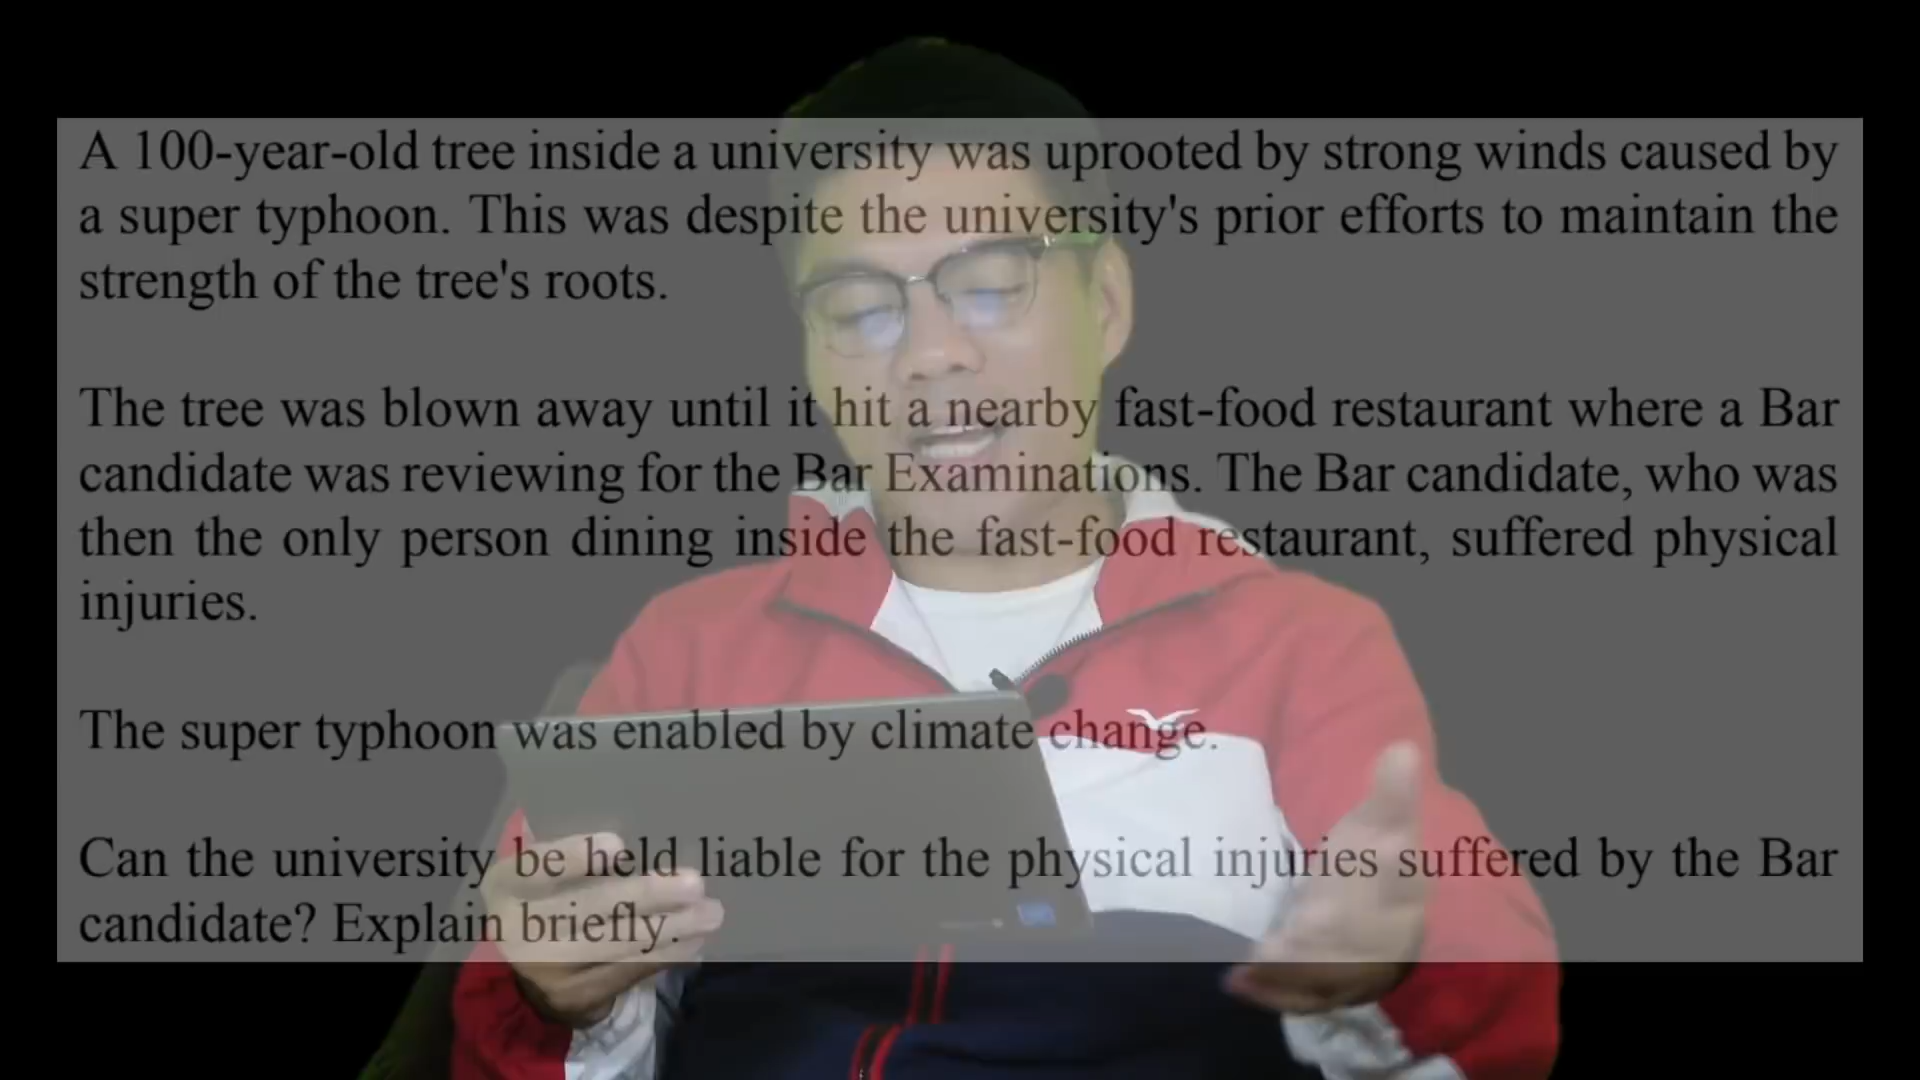 A 100-year-old tree inside a university was uprooted by strong winds caused by
a super typhoon. This was despite the university's prior efforts to maintain the
strength of the tree's roots.
The tree was blown away until it hit a nearby fast-food restaurant where a Bar
candidate was reviewing for the Bar Examinations. The Bar candidate, who was
then the only person dining inside the fast-food restaurant, suffered physical
injuries.
The super typhoon was enabled by climate change.
Can the university be held liable for the physical injuries suffered by the Bar
candidate? Explain briefly.